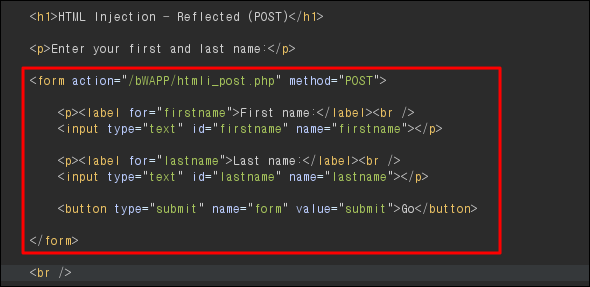 <h1>HTML Injection - Reflected (POST)</h1>
<p>Enter your first and last name:</p>
<form action="/bWAPP/htmli_post.php" method="POST">
<p><label for="firstname">First name:</label><br />
<input type="text" id="firstname" name="firstname"></p>
<p><label for="lastname">Last name:</label><br />
<input type="text" id="lastname" name="lastname"></p>
<button type="submit" name="form" value="submit">Go</button>
</form>
<br />